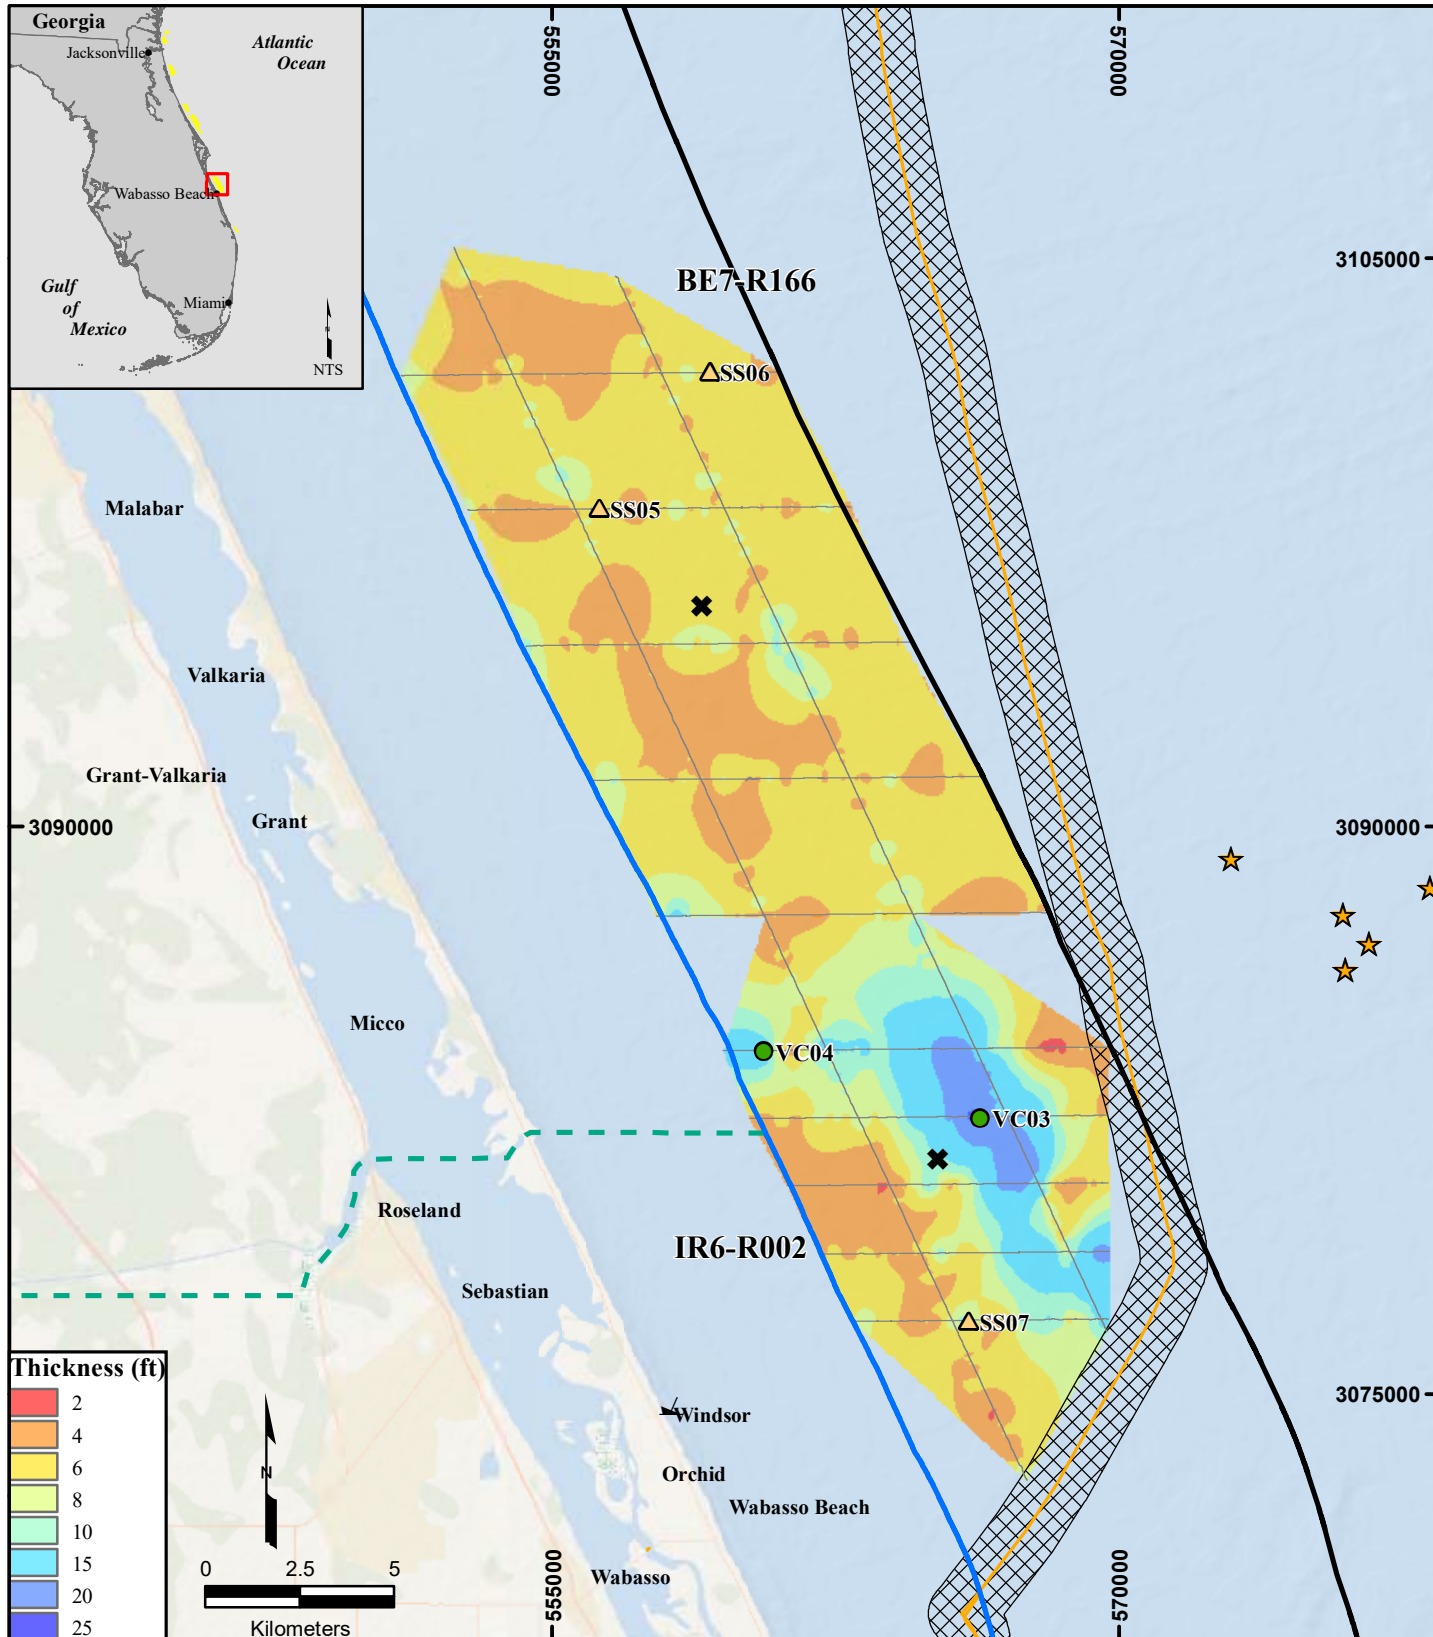 Georgia
Jacksonville
Atlantic
Ocean
Wabasso Beach
Gulf
of
Mexico
Miami
N
NTS
555000
570000
3105000
BE7-R166
SS06
SS05
Malabar
Valkaria
Grant-Valkaria
Grant
3090000
3090000
Micco
VC04
VC03
Roseland
IR6-R002
Sebastian
SS07
3075000
Windsor
Orchid
Wabasso Beach
Wabasso
Thickness (ft)
2
4
6
8
10
15
20
25
N
0 2.5 5
Kilometers
555000
570000